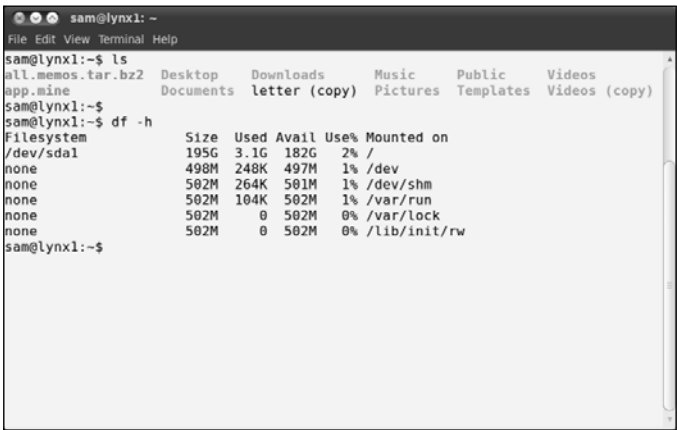 sam@lynx1: ~
File Edit View Terminal Help
sam@lynx1:~$ ls
all.memos.tar.bz2 Desktop Downloads Music Public Videos
app.mine Documents letter (copy) Pictures Templates Videos (copy)
sam@lynx1:~$
sam@lynx1:~$ df -h
Filesystem Size Used Avail Use% Mounted on
/dev/sda1 195G 3.1G 182G 2% /
none 498M 248K 497M 1% /dev
none 502M 264K 501M 1% /dev/shm
none 502M 104K 502M 1% /var/run
none 502M 0 502M 0% /var/lock
none 502M 0 502M 0% /lib/init/rw
sam@lynx1:~$